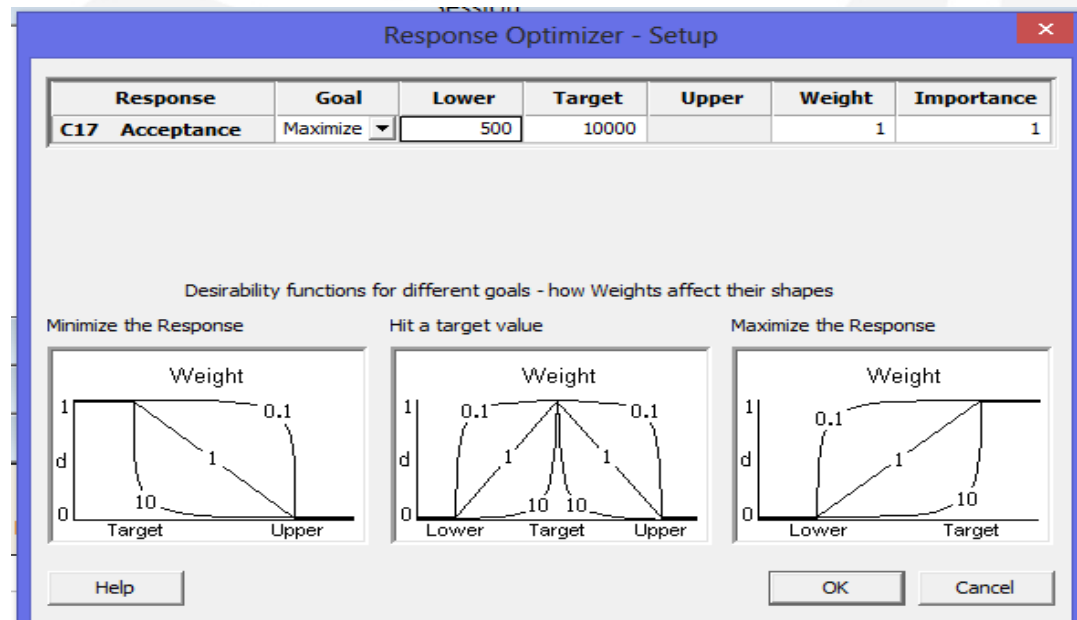 Session
Response Optimizer - Setup
Response Goal Lower Target Upper Weight Importance
C17 Acceptance Maximize 500 10000 1 1
Desirability functions for different goals - how Weights affect their shapes
Minimize the Response Hit a target value Maximize the Response
Weight Weight Weight
1 0.1 1 0.1 0.1 1 0.1
d 1 d 1 1 d 1
10 10 10 10
0 0 0
Target Upper Lower Target Upper Lower Target
Help OK Cancel